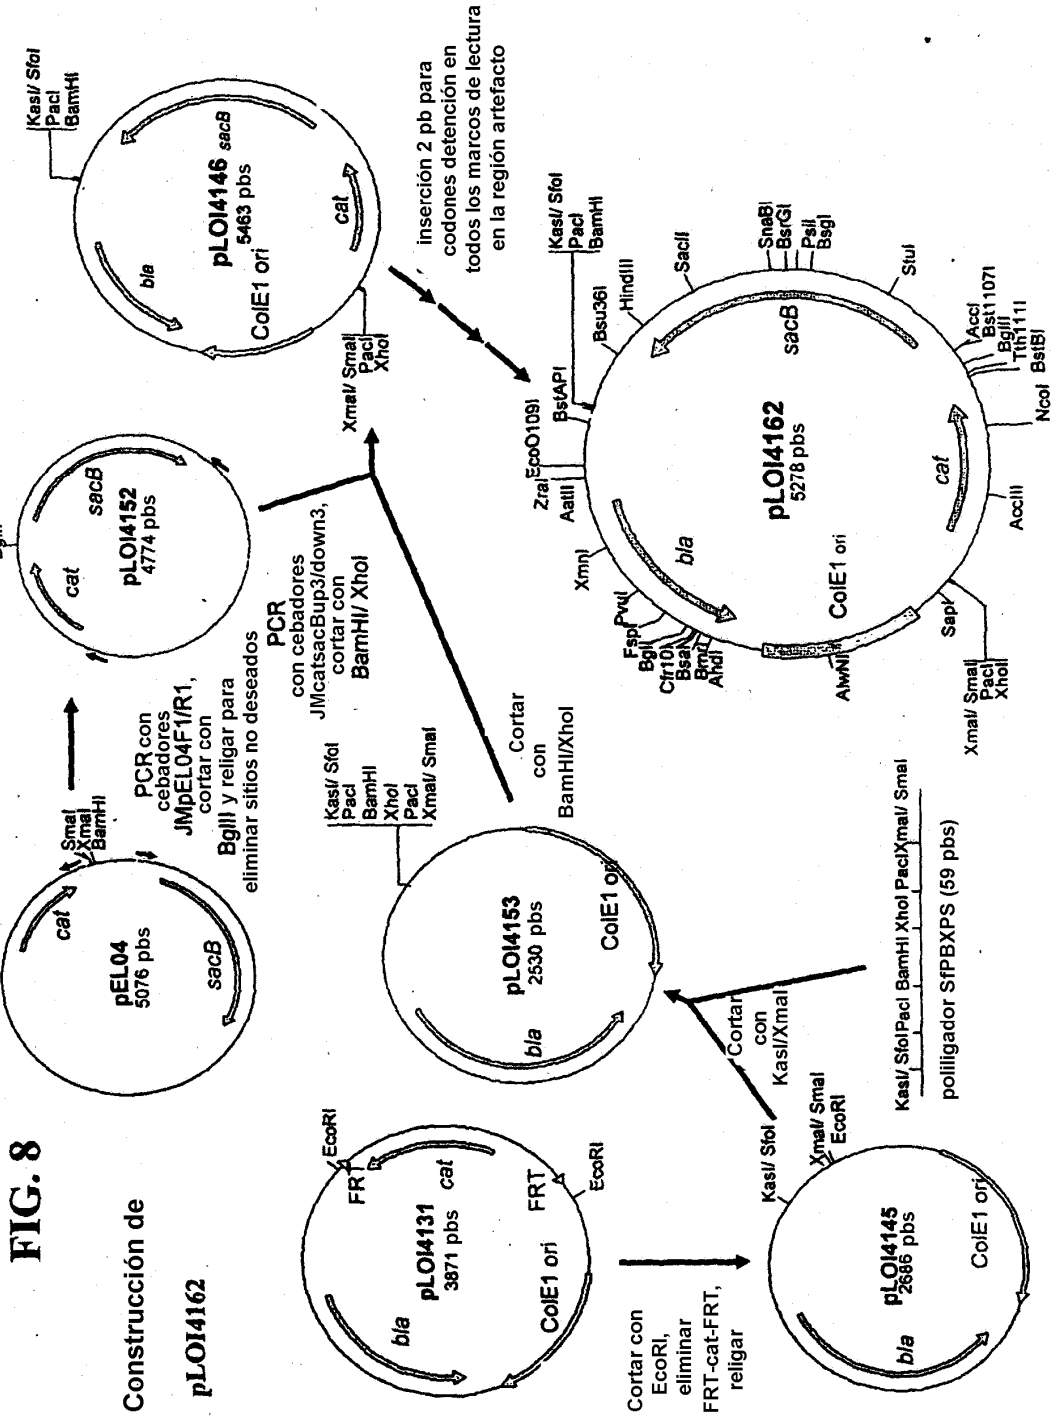 FIG. 8
Construcción de
pLOI4162
pEL04
5076 pbs
cat
sacB
SmaI
XmaI
BamHI
PCR con
cebadores
JMpEL04F1/R1,
cortar con
BglII y religar para
eliminar sitios no deseados
pLOI4152
4774 pbs
cat
sacB
PCR
con cebadores
JMcatsacBup3/down3,
cortar con
BamHI/ XhoI
pLOI4146
5463 pbs
sacB
bla
cat
ColE1 ori
KasI/ SfoI
PacI
BamHI
XmaI/ SmaI
PacI
XhoI
inserción 2 pb para
codones detención en
todos los marcos de lectura
en la región artefacto
pLOI4131
3871 pbs
bla
cat
FRT
EcoRI
FRT
EcoRI
ColE1 ori
Cortar con
EcoRI,
eliminar
FRT-cat-FRT,
religar
pLOI4145
2686 pbs
bla
ColE1 ori
KasI/ SfoI
XmaI/ SmaI
EcoRI
Cortar
con
KasI/XmaI
KasI/ SfoI PacI BamHI XhoI PacI XmaI/ SmaI
poliligador SfPBXPS (59 pbs)
pLOI4153
2530 pbs
bla
ColE1 ori
KasI/ SfoI
PacI
BamHI
XhoI
PacI
XmaI/ SmaI
Cortar
con
BamHI/XhoI
pLOI4162
5278 pbs
bla
sacB
cat
ColE1 ori
KasI/ SfoI
PacI
BamHI
Bsu36I
HindIII
SacII
SnaBI
BsrGI
PsiI
BsgI
StuI
AccI
Bst1107I
BglII
Tth111I
BstBI
NcoI
AccIII
SapI
XmaI/ SmaI
PacI
XhoI
AlwNI
AhdI
BmrI
BsaI
Cfr10I
BglI
FspI
PvuI
XmnI
AatII
ZraI
EcoO109I
BstAPI